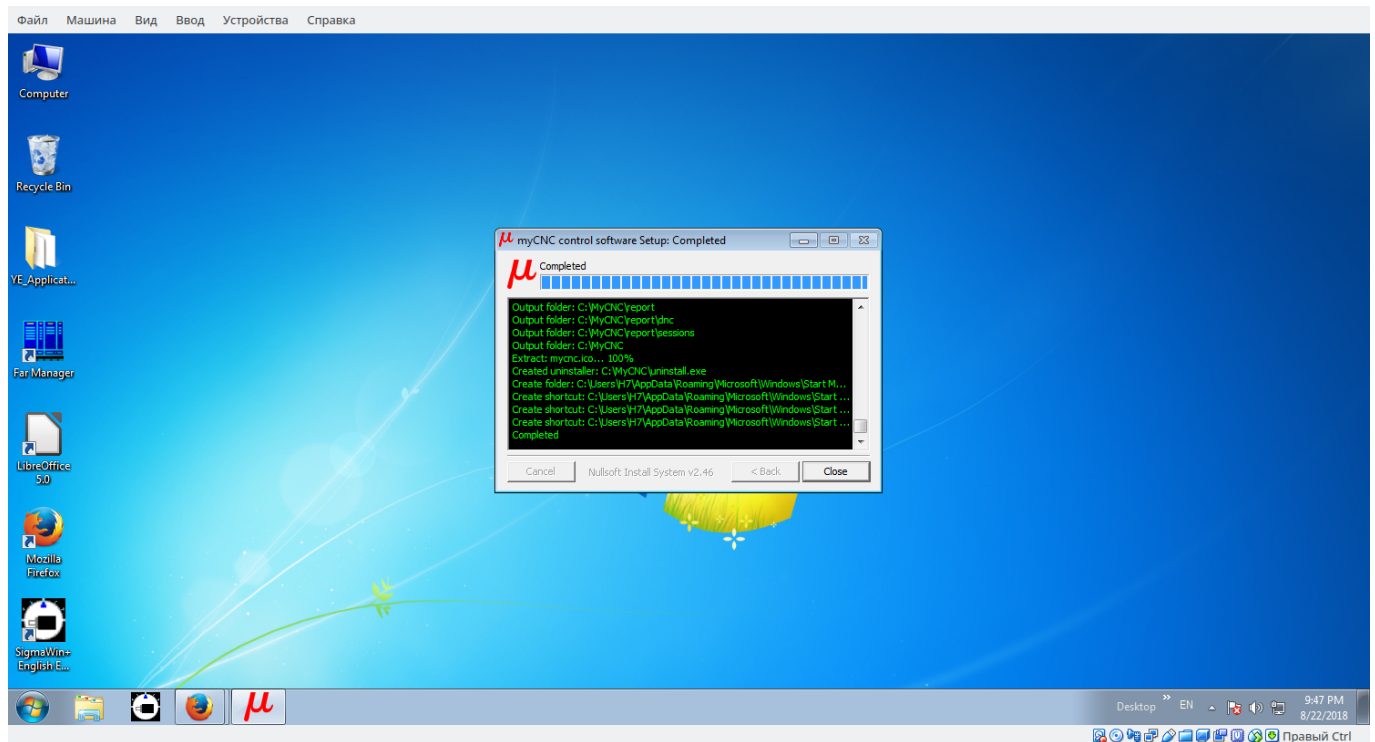 Файл Машина Вид Ввод Устройства Справка
Computer
Recycle Bin
YE_Applicat...
Far Manager
LibreOffice
5.0
Mozilla
Firefox
SigmaWin+
English E...
µ myCNC control software Setup: Completed
µ Completed
Output folder: C:\MyCNC\report
Output folder: C:\MyCNC\report\dnc
Output folder: C:\MyCNC\report\sessions
Output folder: C:\MyCNC
Extract: mycnc.ico... 100%
Created uninstaller: C:\MyCNC\uninstall.exe
Create folder: C:\Users\H7\AppData\Roaming\Microsoft\Windows\Start M...
Create shortcut: C:\Users\H7\AppData\Roaming\Microsoft\Windows\Start ...
Create shortcut: C:\Users\H7\AppData\Roaming\Microsoft\Windows\Start ...
Create shortcut: C:\Users\H7\AppData\Roaming\Microsoft\Windows\Start ...
Completed
Cancel Nullsoft Install System v2.46 < Back Close
µ Desktop » EN 9:47 PM
8/22/2018
Правый Ctrl